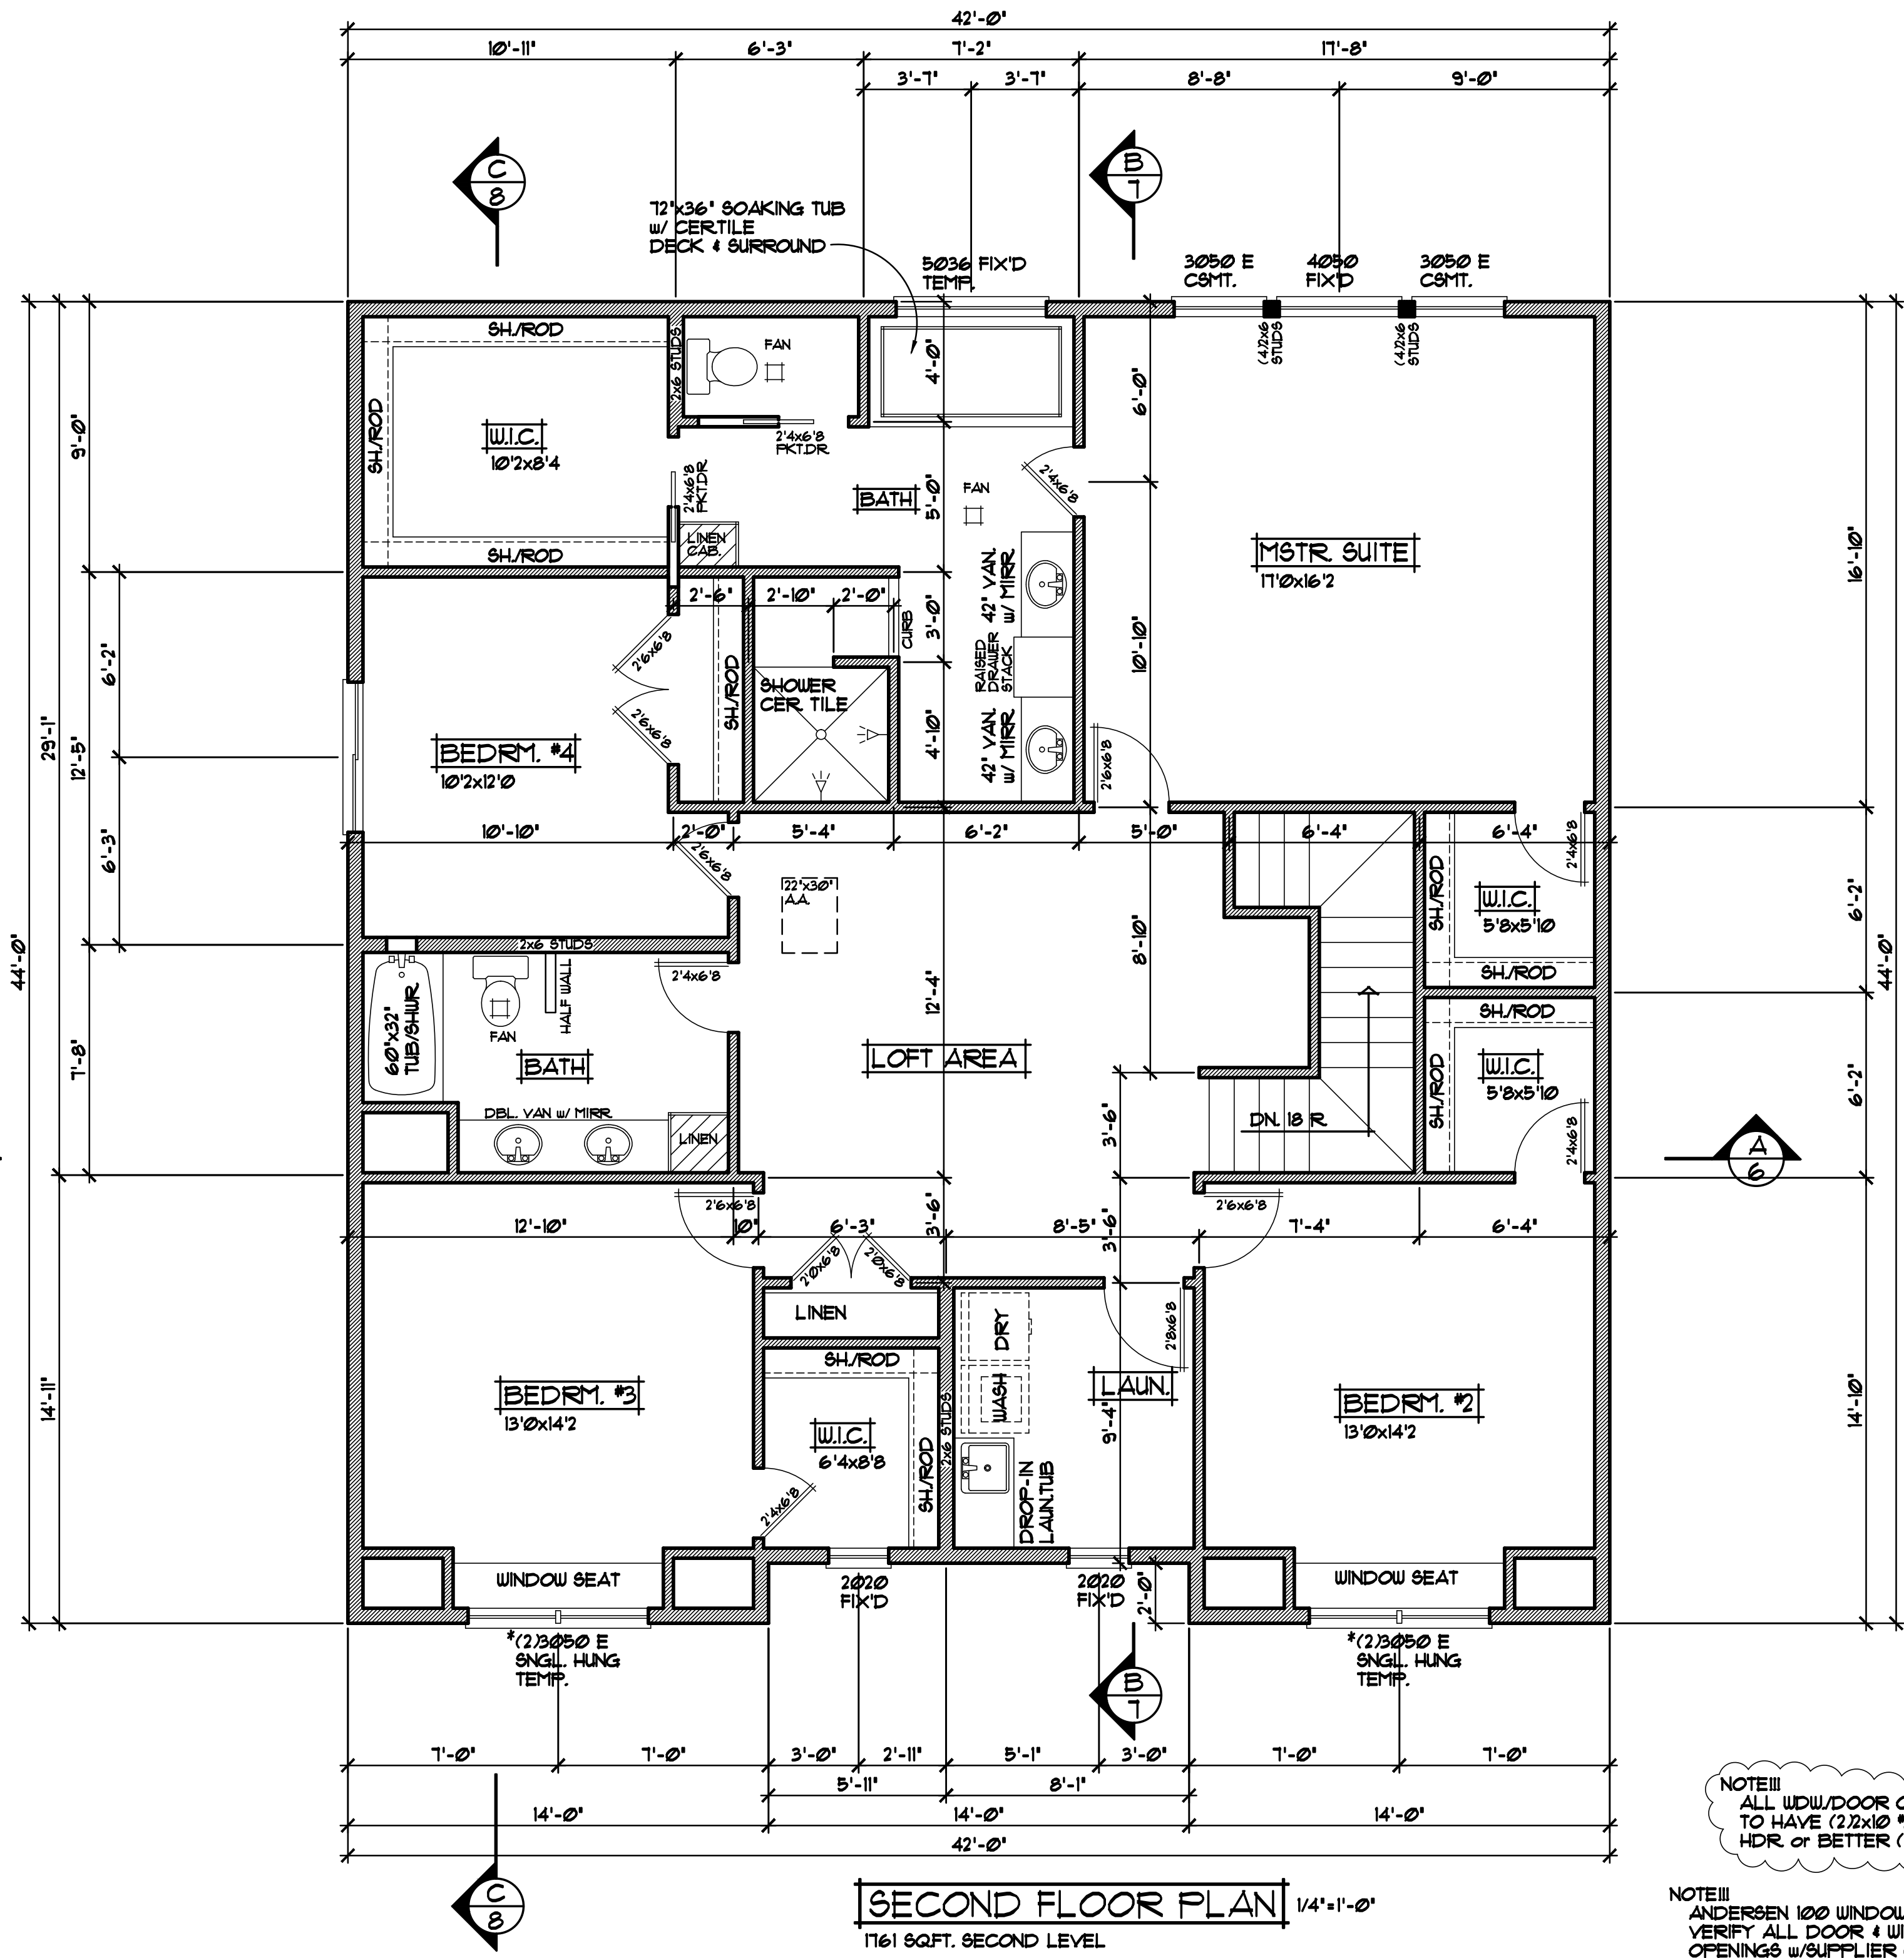 42'-0"
10'-11" 6'-3" 7'-2" 17'-8"
3'-7" 3'-7" 8'-8" 9'-0"
C
8
B
7
72"x36" SOAKING TUB
w/ CER.TILE
DECK & SURROUND
5036 FIX'D
TEMP.
3050 E
CSMT.
4050
FIX'D
3050 E
CSMT.
(4)2x6
STUDS
(4)2x6
STUDS
SH./ROD
SH./ROD
W.I.C.
10'2x8'4
SH./ROD
2x6 STUDS
FAN
2'4x6'8
PKT.DR.
2'4x6'8
PKT.DR.
LINEN
CAB.
BATH
FAN
2'4x6'8
4'-0"
5'-0"
3'-0"
4'-10"
6'-0"
10'-10"
MSTR. SUITE
17'0x16'2
42" VAN.
w/ MIRR.
RAISED
DRAWER
STACK
42" VAN.
w/ MIRR.
2'-6" 2'-10" 2'-0"
CURB
SHOWER
CER TILE
SH./ROD
2'6x6'8
2'6x6'8
BEDRM. #4
10'2x12'0
2'6x6'8
9'-0"
6'-2"
12'-5"
6'-3"
29'-1"
7'-8"
44'-0"
14'-11"
16'-10"
6'-2"
6'-2"
44'-0"
14'-10"
10'-10" 2'-0" 5'-4" 6'-2" 5'-0" 6'-4" 6'-4"
2'6x6'8
22"x30"
A.A.
2'4x6'8
SH./ROD
W.I.C.
5'8x5'10
SH./ROD
8'-10"
12'-4"
2x6 STUDS
60"x32"
TUB/SHWR
FAN
HALF WALL
2'4x6'8
BATH
DBL. VAN w/ MIRR.
LINEN
LOFT AREA
SH./ROD
SH./ROD
W.I.C.
5'8x5'10
2'4x6'8
DN. 18 R.
3'-6"
A
6
2'6x6'8
3'-6"
3'-6"
2'6x6'8
12'-10" 10" 6'-3" 8'-5" 7'-4" 6'-4"
2'0x6'8
2'0x6'8
LINEN
DRY
WASH
2'8x6'8
LAUN.
9'-4"
SH./ROD
BEDRM. #3
13'0x14'2
W.I.C.
6'4x8'8
SH./ROD
2x6 STUDS
2'4x6'8
DROP-IN
LAUN.TUB
BEDRM. #2
13'0x14'2
WINDOW SEAT
2020
FIX'D
2020
FIX'D
2'-0"
WINDOW SEAT
*(2)3050 E
SNGL. HUNG
TEMP.
*(2)3050 E
SNGL. HUNG
TEMP.
B
7
7'-0" 7'-0" 3'-0" 2'-11" 5'-1" 3'-0" 7'-0" 7'-0"
5'-11" 8'-1"
14'-0" 14'-0" 14'-0"
42'-0"
C
8
SECOND FLOOR PLAN 1/4"=1'-0"
1761 SQ.FT. SECOND LEVEL
NOTE!!!
ALL WDW./DOOR
TO HAVE (2)2x10
HDR. or BETTER
NOTE!!!
ANDERSEN 100 WINDOW
VERIFY ALL DOOR &
OPENINGS w/SUPPLIER